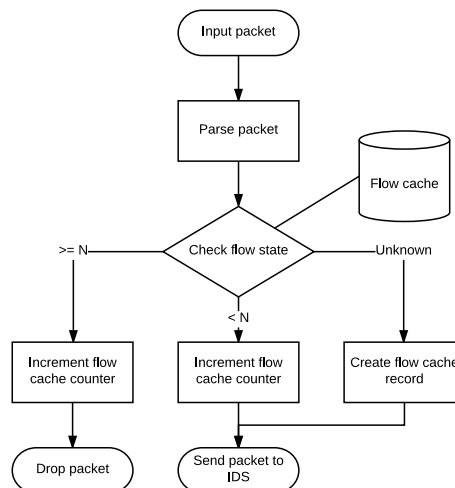 Input packet
Parse packet
Flow cache
Check flow state
>= N
Unknown
< N
Increment flow
cache counter
Increment flow
cache counter
Create flow cache
record
Drop packet
Send packet to
IDS